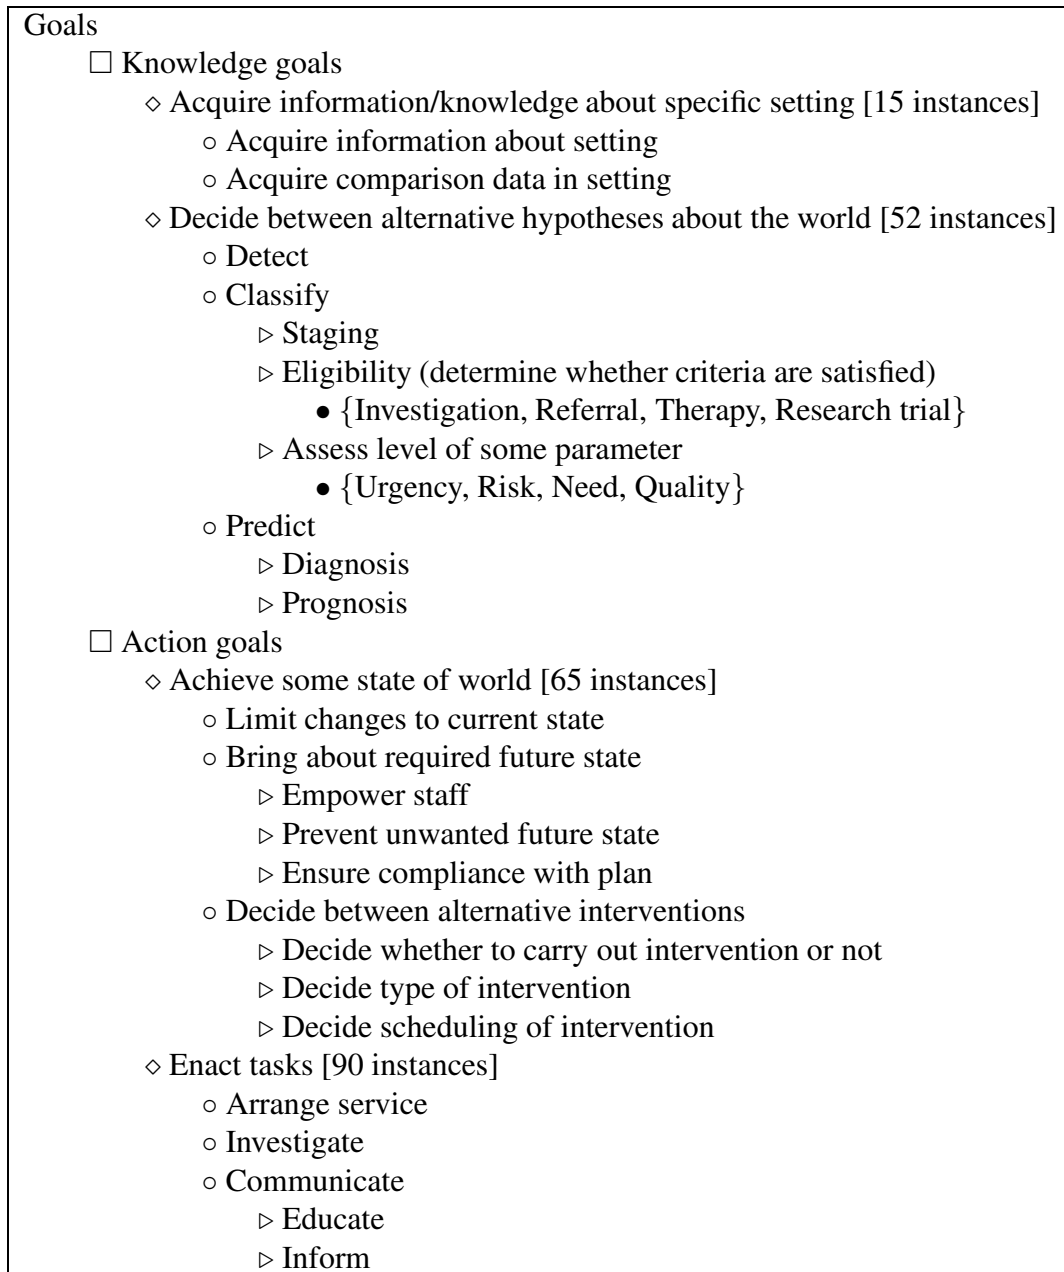 Goals
□ Knowledge goals
⋄ Acquire information/knowledge about specific setting [15 instances]
○ Acquire information about setting
○ Acquire comparison data in setting
⋄ Decide between alternative hypotheses about the world [52 instances]
○ Detect
○ Classify
▷ Staging
▷ Eligibility (determine whether criteria are satisfied)
• {Investigation, Referral, Therapy, Research trial}
▷ Assess level of some parameter
• {Urgency, Risk, Need, Quality}
○ Predict
▷ Diagnosis
▷ Prognosis
□ Action goals
⋄ Achieve some state of world [65 instances]
○ Limit changes to current state
○ Bring about required future state
▷ Empower staff
▷ Prevent unwanted future state
▷ Ensure compliance with plan
○ Decide between alternative interventions
▷ Decide whether to carry out intervention or not
▷ Decide type of intervention
▷ Decide scheduling of intervention
⋄ Enact tasks [90 instances]
○ Arrange service
○ Investigate
○ Communicate
▷ Educate
▷ Inform